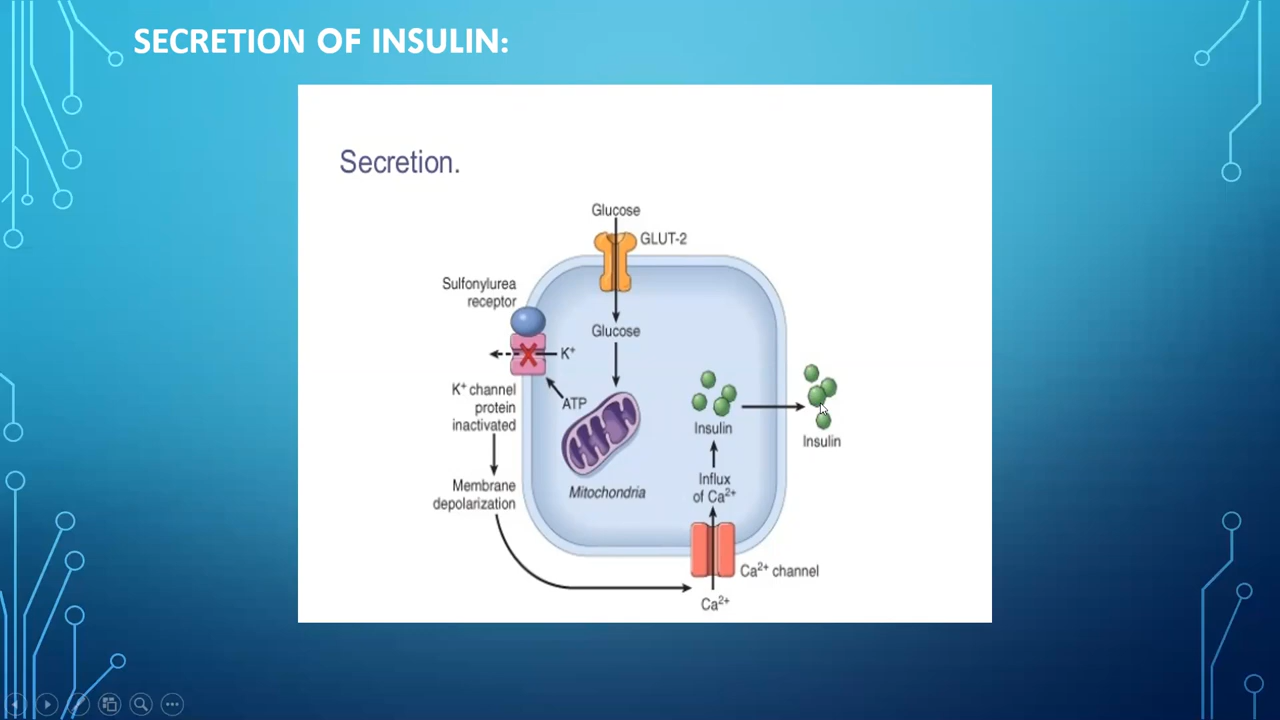 SECRETION OF INSULIN:
Secretion.
Glucose
GLUT-2
Sulfonylurea
receptor
Glucose
K⁺
K⁺ channel
protein
inactivated
ATP
Insulin
Insulin
Membrane
depolarization
Mitochondria
Influx
of Ca²⁺
Ca²⁺ channel
Ca²⁺